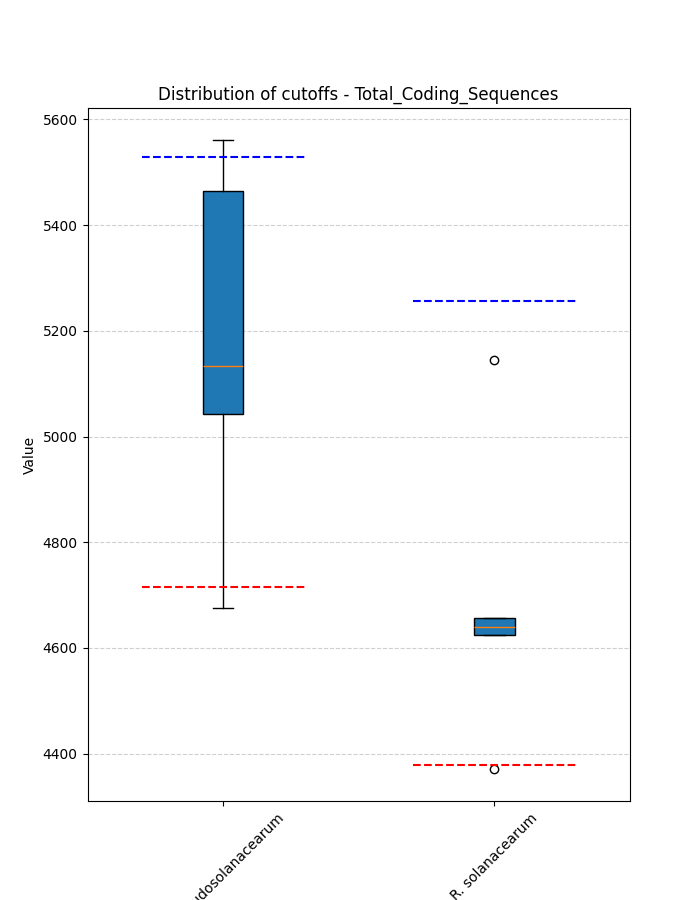 Distribution of cutoffs - Total_Coding_Sequences
5600
5400
5200
5000
4800
4600
4400
Value
R. solanacearum